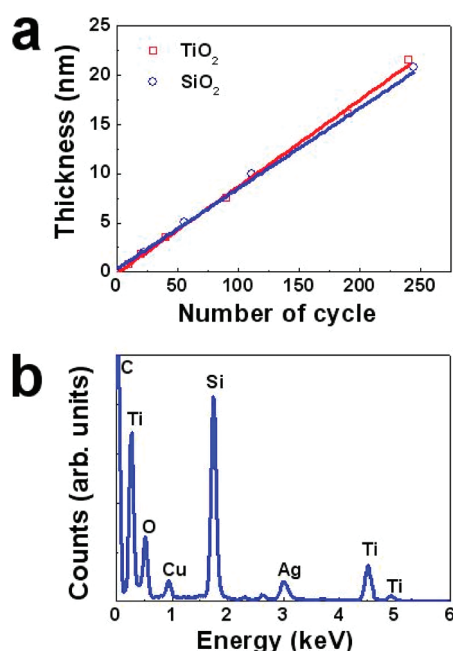 a
Thickness (nm)
25
20
15
10
5
0
TiO₂
SiO₂
0 50 100 150 200 250
Number of cycle
b
Counts (arb. units)
C
Ti
O
Cu
Si
Ag
Ti
Ti
0 1 2 3 4 5 6
Energy (keV)